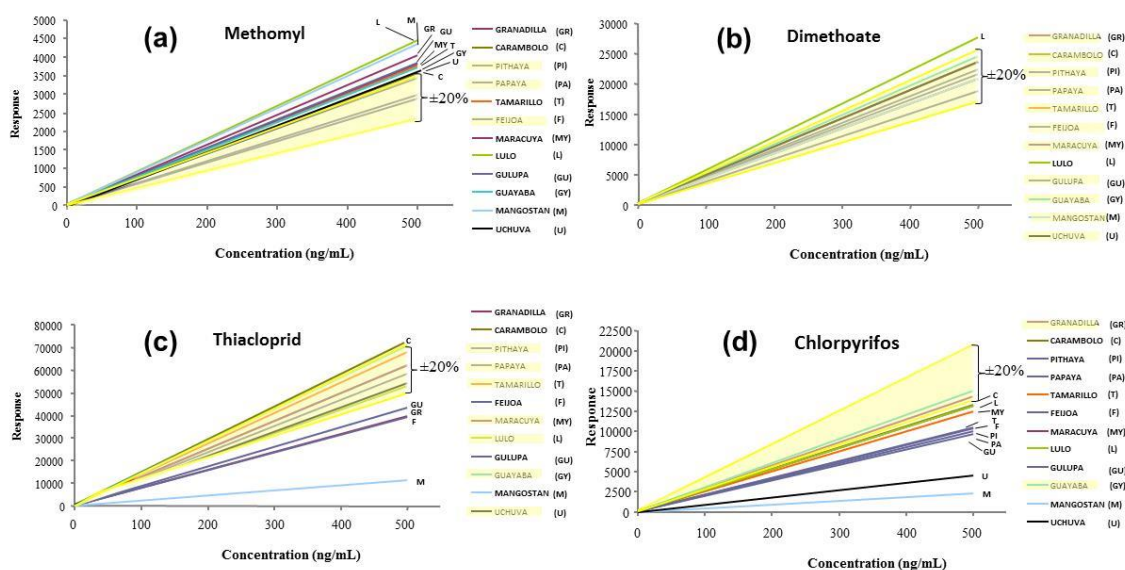 (a) Methomyl
Response
5000
4500
4000
3500
3000
2500
2000
1500
1000
500
0
0 100 200 300 400 500
Concentration (ng/mL)
L M
GR GU
MY T
GY
U
C
±20%
GRANADILLA (GR)
CARAMBOLO (C)
PITHAYA (PI)
PAPAYA (PA)
TAMARILLO (T)
FEIJOA (F)
MARACUYA (MY)
LULO (L)
GULUPA (GU)
GUAYABA (GY)
MANGOSTAN (M)
UCHUVA (U)
(b) Dimethoate
Response
30000
25000
20000
15000
10000
5000
0
0 100 200 300 400 500
Concentration (ng/mL)
L
±20%
GRANADILLA (GR)
CARAMBOLO (C)
PITHAYA (PI)
PAPAYA (PA)
TAMARILLO (T)
FEIJOA (F)
MARACUYA (MY)
LULO (L)
GULUPA (GU)
GUAYABA (GY)
MANGOSTAN (M)
UCHUVA (U)
(c) Thiacloprid
Response
80000
70000
60000
50000
40000
30000
20000
10000
0
0 100 200 300 400 500
Concentration (ng/mL)
C
±20%
GU
GR
F
M
GRANADILLA (GR)
CARAMBOLO (C)
PITHAYA (PI)
PAPAYA (PA)
TAMARILLO (T)
FEIJOA (F)
MARACUYA (MY)
LULO (L)
GULUPA (GU)
GUAYABA (GY)
MANGOSTAN (M)
UCHUVA (U)
(d) Chlorpyrifos
Response
22500
20000
17500
15000
12500
10000
7500
5000
2500
0
0 100 200 300 400 500
Concentration (ng/mL)
±20%
C
L
MY
T
F
PI
PA
GU
U
M
GRANADILLA (GR)
CARAMBOLO (C)
PITHAYA (PI)
PAPAYA (PA)
TAMARILLO (T)
FEIJOA (F)
MARACUYA (MY)
LULO (L)
GULUPA (GU)
GUAYABA (GY)
MANGOSTAN (M)
UCHUVA (U)